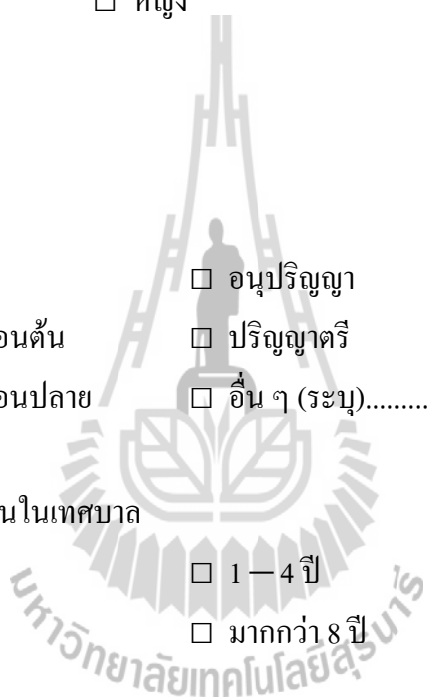 ☐ หญิง
☐ อนุปริญญา
อนต้น ☐ ปริญญาตรี
อนปลาย ☐ อื่น ๆ (ระบุ).........
นในเทศบาล
☐ 1 – 4 ปี
☐ มากกว่า 8 ปี
มหาวิทยาลัยเทคโนโลยีสุรนารี